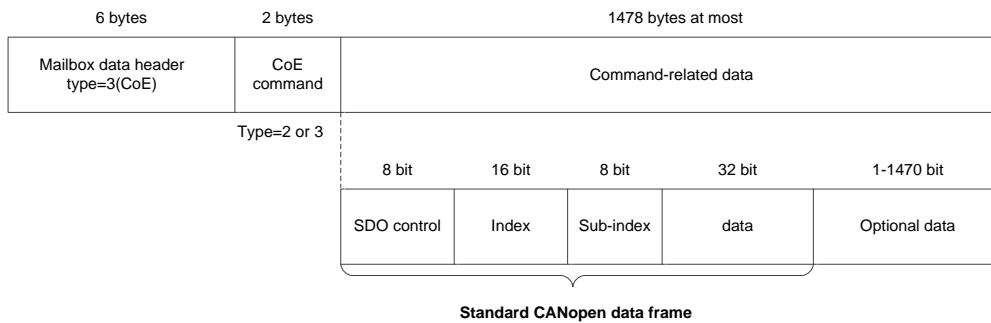 6 bytes
2 bytes
1478 bytes at most
Mailbox data header
type=3(CoE)
CoE
command
Command-related data
Type=2 or 3
8 bit
16 bit
8 bit
32 bit
1-1470 bit
SDO control
Index
Sub-index
data
Optional data
Standard CANopen data frame